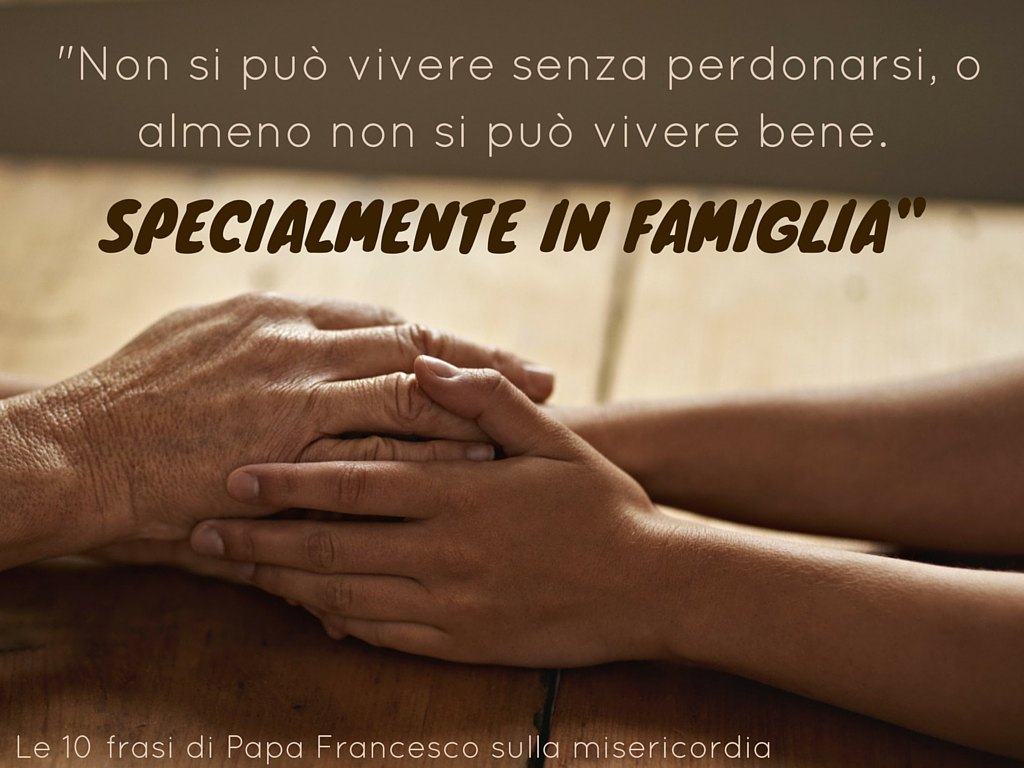 "Non si può vivere senza perdonarsi, o
almeno non si può vivere bene.
SPECIALMENTE IN FAMIGLIA"
Le 10 frasi di Papa Francesco sulla misericordia